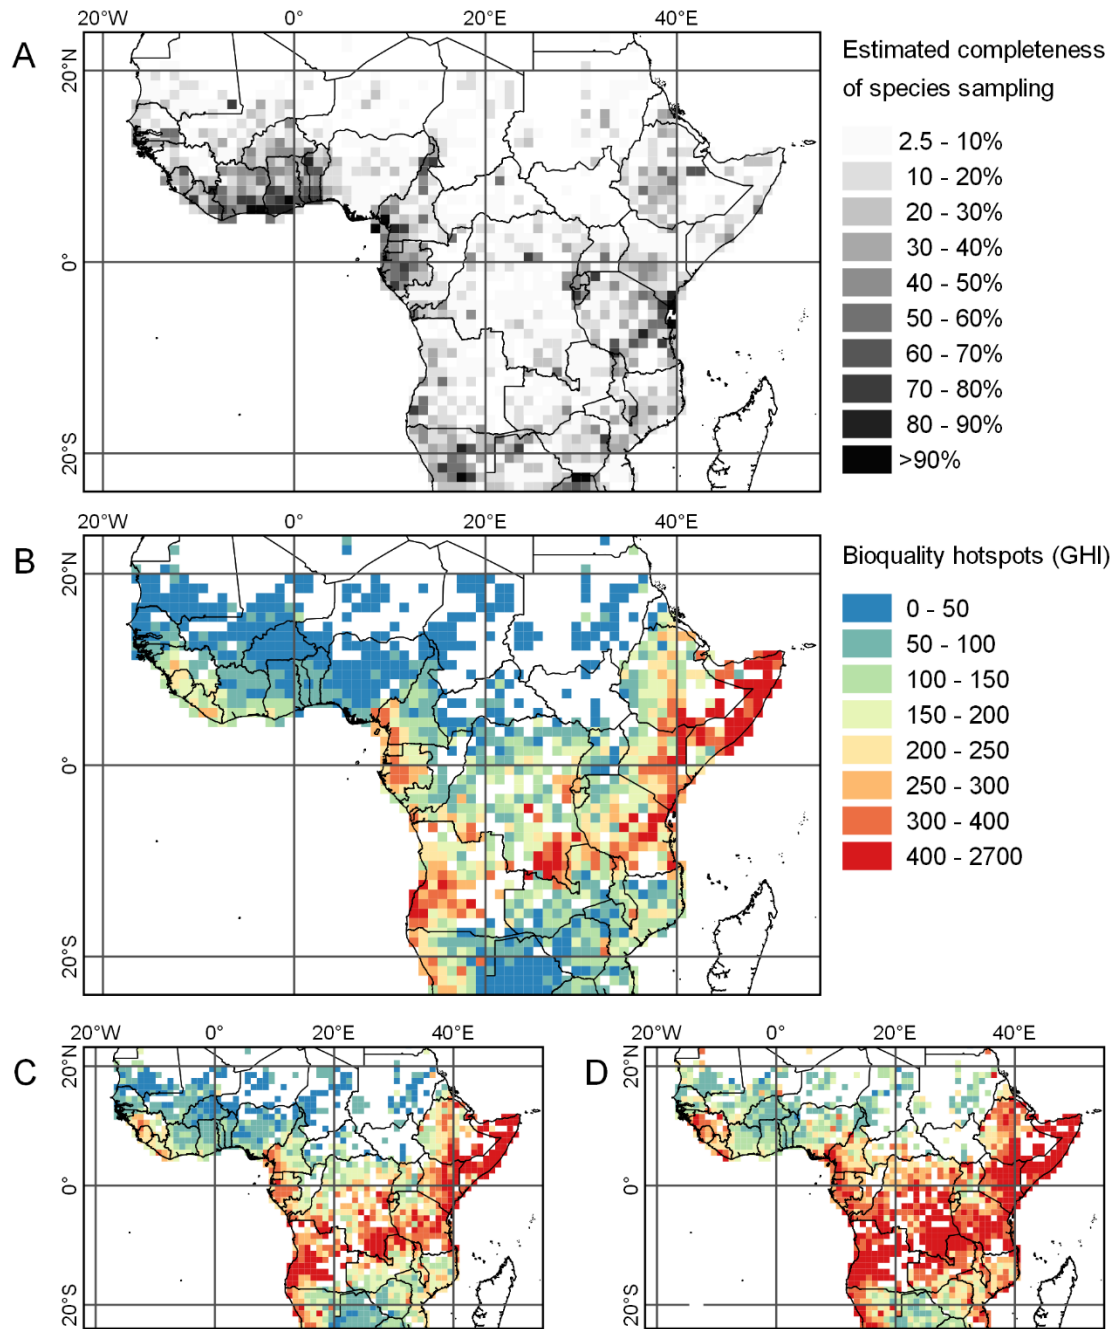 20°W 0° 20°E 40°E
A
20°N
0°
20°S
Estimated completeness
of species sampling
2.5 - 10%
10 - 20%
20 - 30%
30 - 40%
40 - 50%
50 - 60%
60 - 70%
70 - 80%
80 - 90%
>90%
20°W 0° 20°E 40°E
B
20°N
0°
20°S
Bioquality hotspots (GHI)
0 - 50
50 - 100
100 - 150
150 - 200
200 - 250
250 - 300
300 - 400
400 - 2700
20°W 0° 20°E 40°E
C
20°N
0°
20°S
20°W 0° 20°E 40°E
D
20°N
0°
20°S